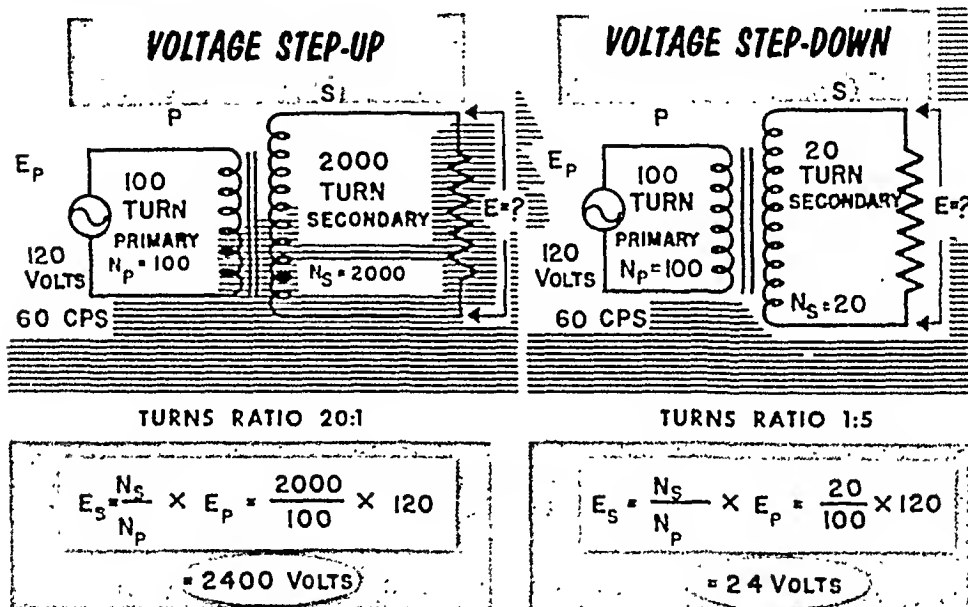 VOLTAGE STEP-UP
P
S
E_P
100
TURN
PRIMARY
N_P = 100
120
VOLTS
60 CPS
2000
TURN
SECONDARY
N_S = 2000
E=?
TURNS RATIO 20:1
E_S = N_S/N_P × E_P = 2000/100 × 120
= 2400 VOLTS
VOLTAGE STEP-DOWN
P
S
E_P
100
TURN
PRIMARY
N_P = 100
120
VOLTS
60 CPS
20
TURN
SECONDARY
N_S = 20
E=?
TURNS RATIO 1:5
E_S = N_S/N_P × E_P = 20/100 × 120
= 24 VOLTS